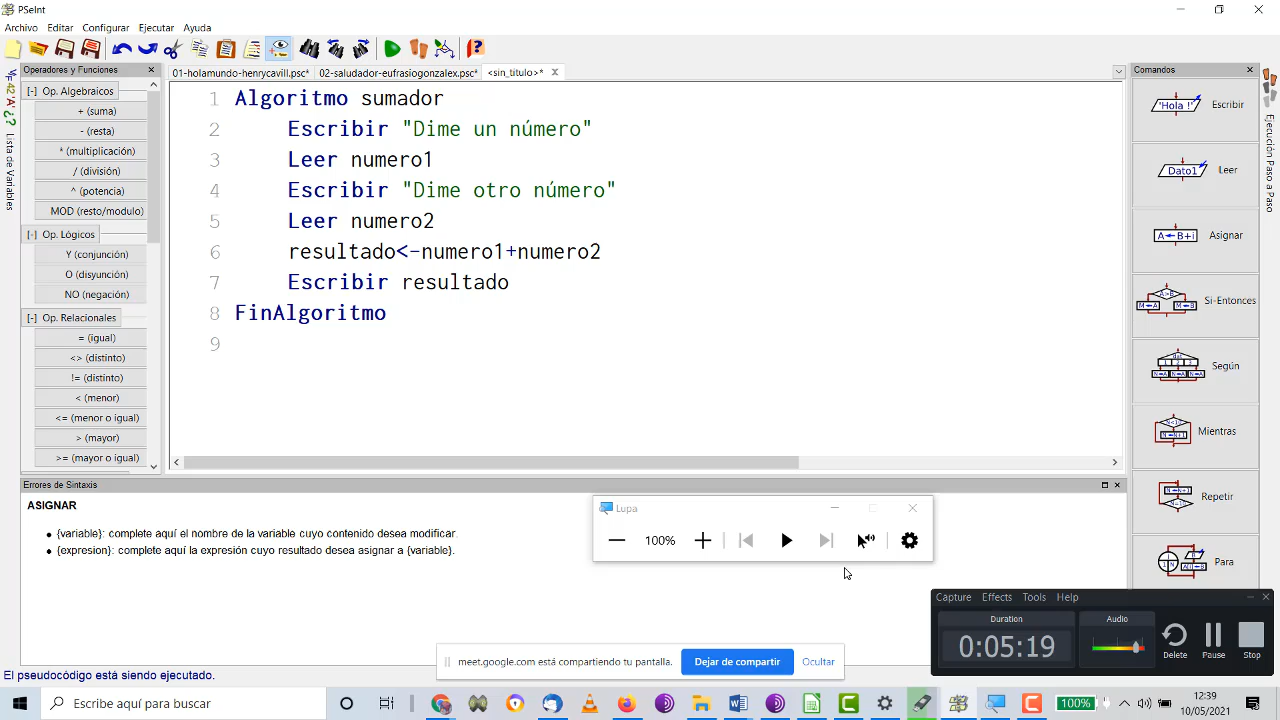 PSeInt
Archivo Editar Configurar Ejecutar Ayuda
Operadores y Funciones
01-holamundo-henrycavill.psc* 02-saludador-eufrasiogonzalex.psc* <sin_titulo>*
Comandos
Lista de Variables
Ejecución Paso a Paso
[-] Op. Algebraicos
+ (suma)
- (resta)
* (multiplicación)
/ (división)
^ (potencia)
MOD (resto/modulo)
[-] Op. Lógicos
Y (conjunción)
O (disyunción)
NO (negación)
[-] Op. Relacionales
= (igual)
<> (distinto)
!= (distinto)
< (menor)
<= (menor o igual)
> (mayor)
>= (mayor o igual)
1 Algoritmo sumador
2 Escribir "Dime un número"
3 Leer numero1
4 Escribir "Dime otro número"
5 Leer numero2
6 resultado<-numero1+numero2
7 Escribir resultado
8 FinAlgoritmo
9
'Hola !' Escribir
Dato1 Leer
A B+i Asignar
Si-Entonces
Según
Mientras
Repetir
Para
Errores de Sintaxis
ASIGNAR
{variable}: complete aquí el nombre de la variable cuyo contenido desea modificar.
{expresion}: complete aquí la expresión cuyo resultado desea asignar a {variable}.
Lupa
100%
Capture Effects Tools Help
Duration
0:05:19
Audio
Delete Pause Stop
meet.google.com está compartiendo tu pantalla. Dejar de compartir Ocultar
El pseudocódigo está siendo ejecutado.
Escribe aquí para buscar
100%
12:39
10/05/2021